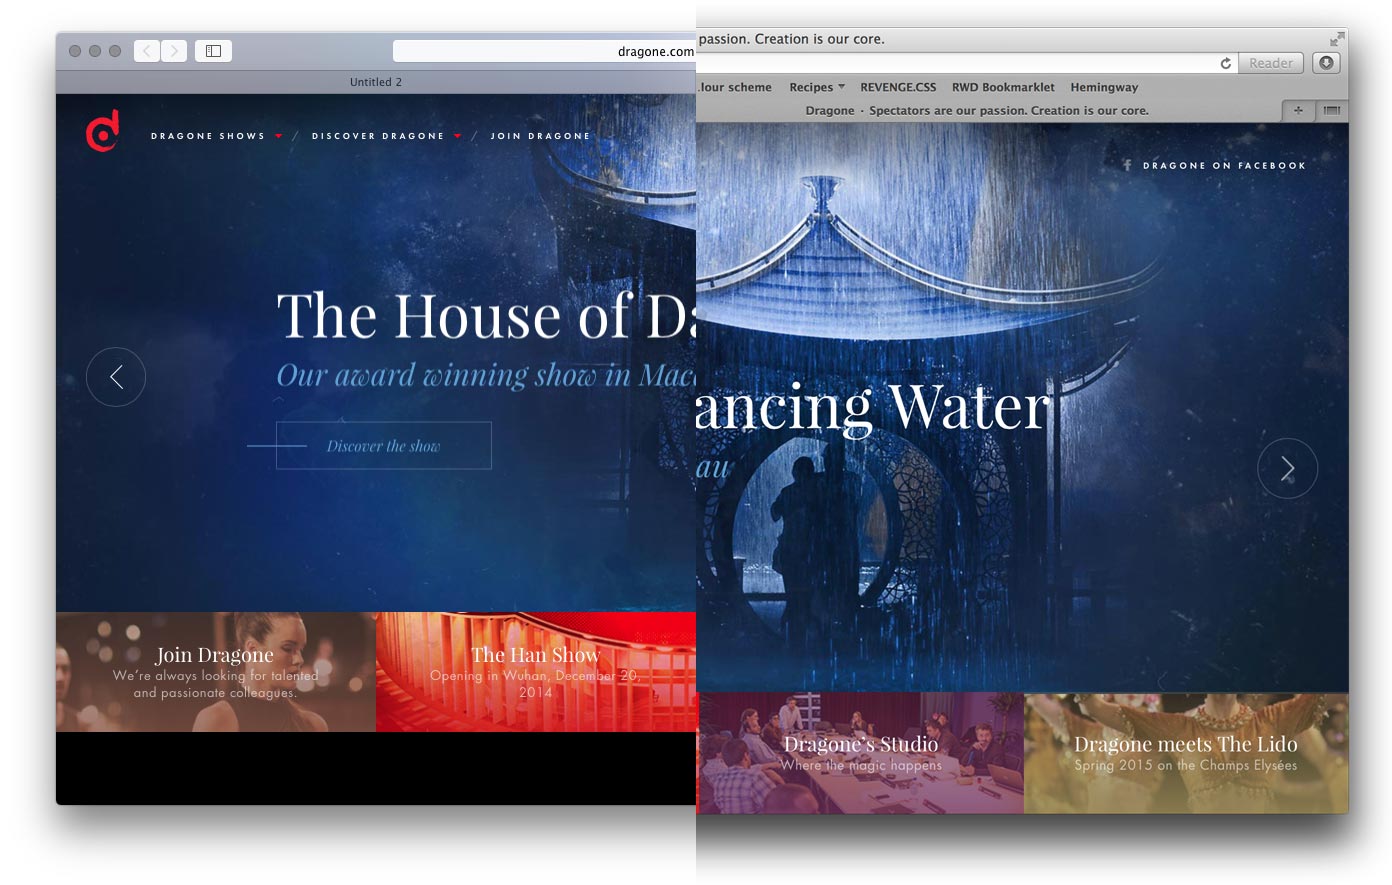 dragone.com
Untitled 2
DRAGONE SHOWS / DISCOVER DRAGONE / JOIN DRAGONE
The House of Da
Our award winning show in Maca
Discover the show
Join Dragone
We’re always looking for talented
and passionate colleagues.
The Han Show
Opening in Wuhan, December 20,
2014
passion. Creation is our core.
Reader
.lour scheme Recipes REVENGE.CSS RWD Bookmarklet Hemingway
Dragone · Spectators are our passion. Creation is our core.
DRAGONE ON FACEBOOK
ancing Water
au
Dragone’s Studio
Where the magic happens
Dragone meets The Lido
Spring 2015 on the Champs Elysées